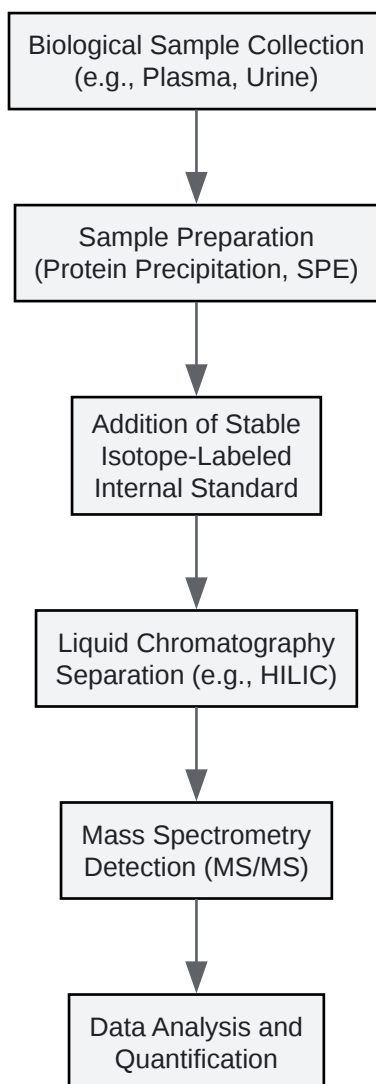 Biological Sample Collection
(e.g., Plasma, Urine)
Sample Preparation
(Protein Precipitation, SPE)
Addition of Stable
Isotope-Labeled
Internal Standard
Liquid Chromatography
Separation (e.g., HILIC)
Mass Spectrometry
Detection (MS/MS)
Data Analysis and
Quantification